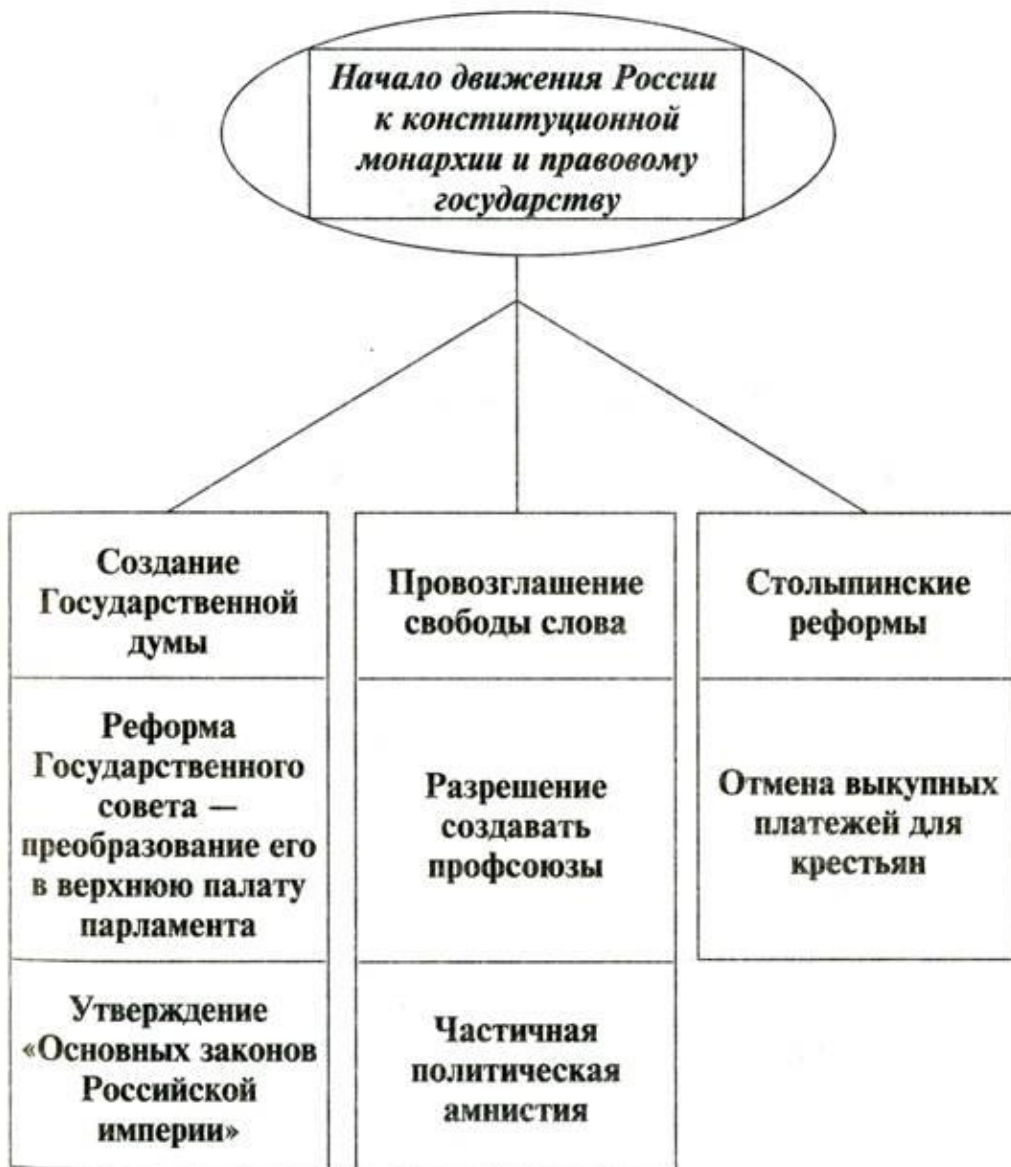 Начало движения России
к конституционной
монархии и правовому
государству
Создание
Государственной
думы
Реформа
Государственного
совета —
преобразование его
в верхнюю палату
парламента
Утверждение
«Основных законов
Российской
империи»
Провозглашение
свободы слова
Разрешение
создавать
профсоюзы
Частичная
политическая
амнистия
Столыпинские
реформы
Отмена выкупных
платежей для
крестьян